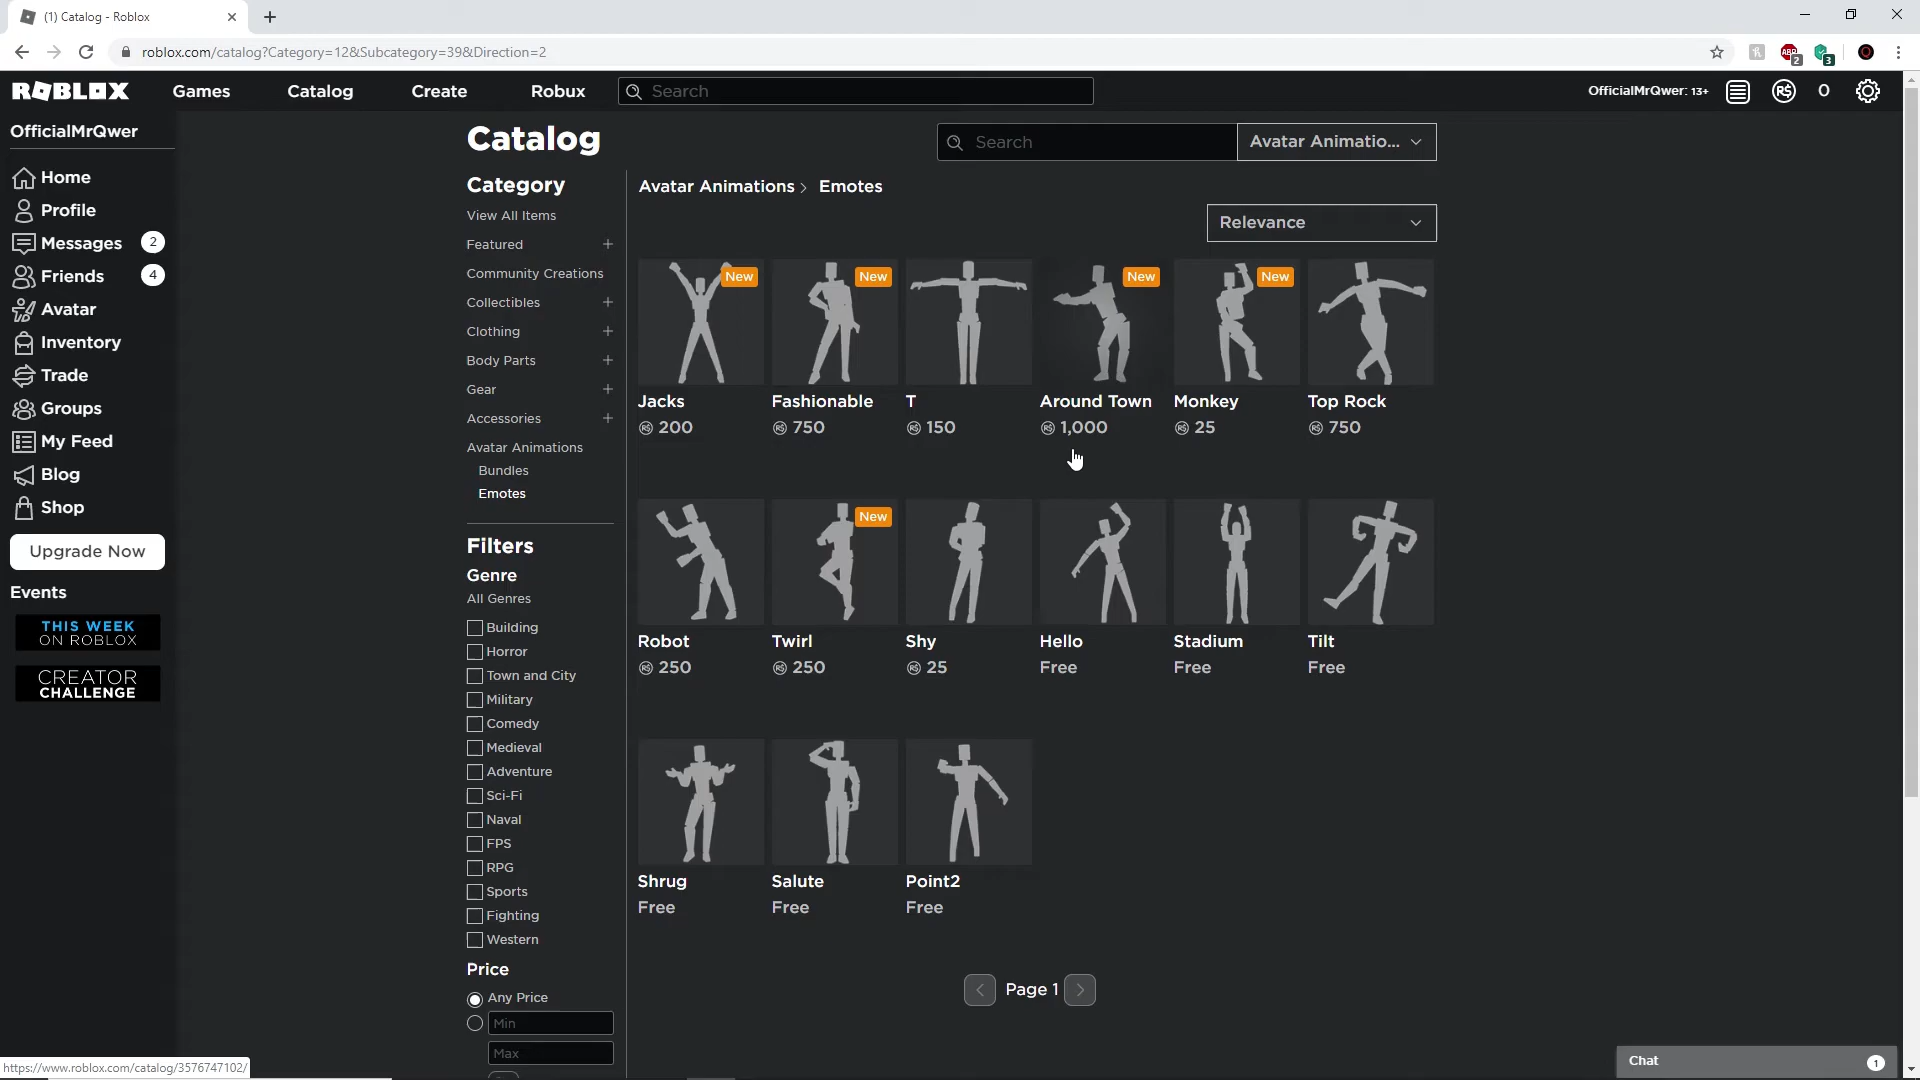 (1) Catalog - Roblox
roblox.com/catalog?Category=12&Subcategory=39&Direction=2
ABP
2
3
ROBLOX
Games
Catalog
Create
Robux
Search
OfficialMrQwer: 13+
0
OfficialMrQwer
Home
Profile
Messages
2
Friends
4
Avatar
Inventory
Trade
Groups
My Feed
Blog
Shop
Upgrade Now
Events
THIS WEEK
ON ROBLOX
CREATOR
CHALLENGE
Catalog
Search
Avatar Animatio...
Category
View All Items
Featured +
Community Creations
Collectibles +
Clothing +
Body Parts +
Gear +
Accessories +
Avatar Animations
Bundles
Emotes
Filters
Genre
All Genres
Building
Horror
Town and City
Military
Comedy
Medieval
Adventure
Sci-Fi
Naval
FPS
RPG
Sports
Fighting
Western
Price
Any Price
Min
Max
Avatar Animations > Emotes
Relevance
New
Jacks
200
New
Fashionable
750
T
150
New
Around Town
1,000
New
Monkey
25
Top Rock
750
Robot
250
New
Twirl
250
Shy
25
Hello
Free
Stadium
Free
Tilt
Free
Shrug
Free
Salute
Free
Point2
Free
Page 1
https://www.roblox.com/catalog/3576747102/
Chat
1